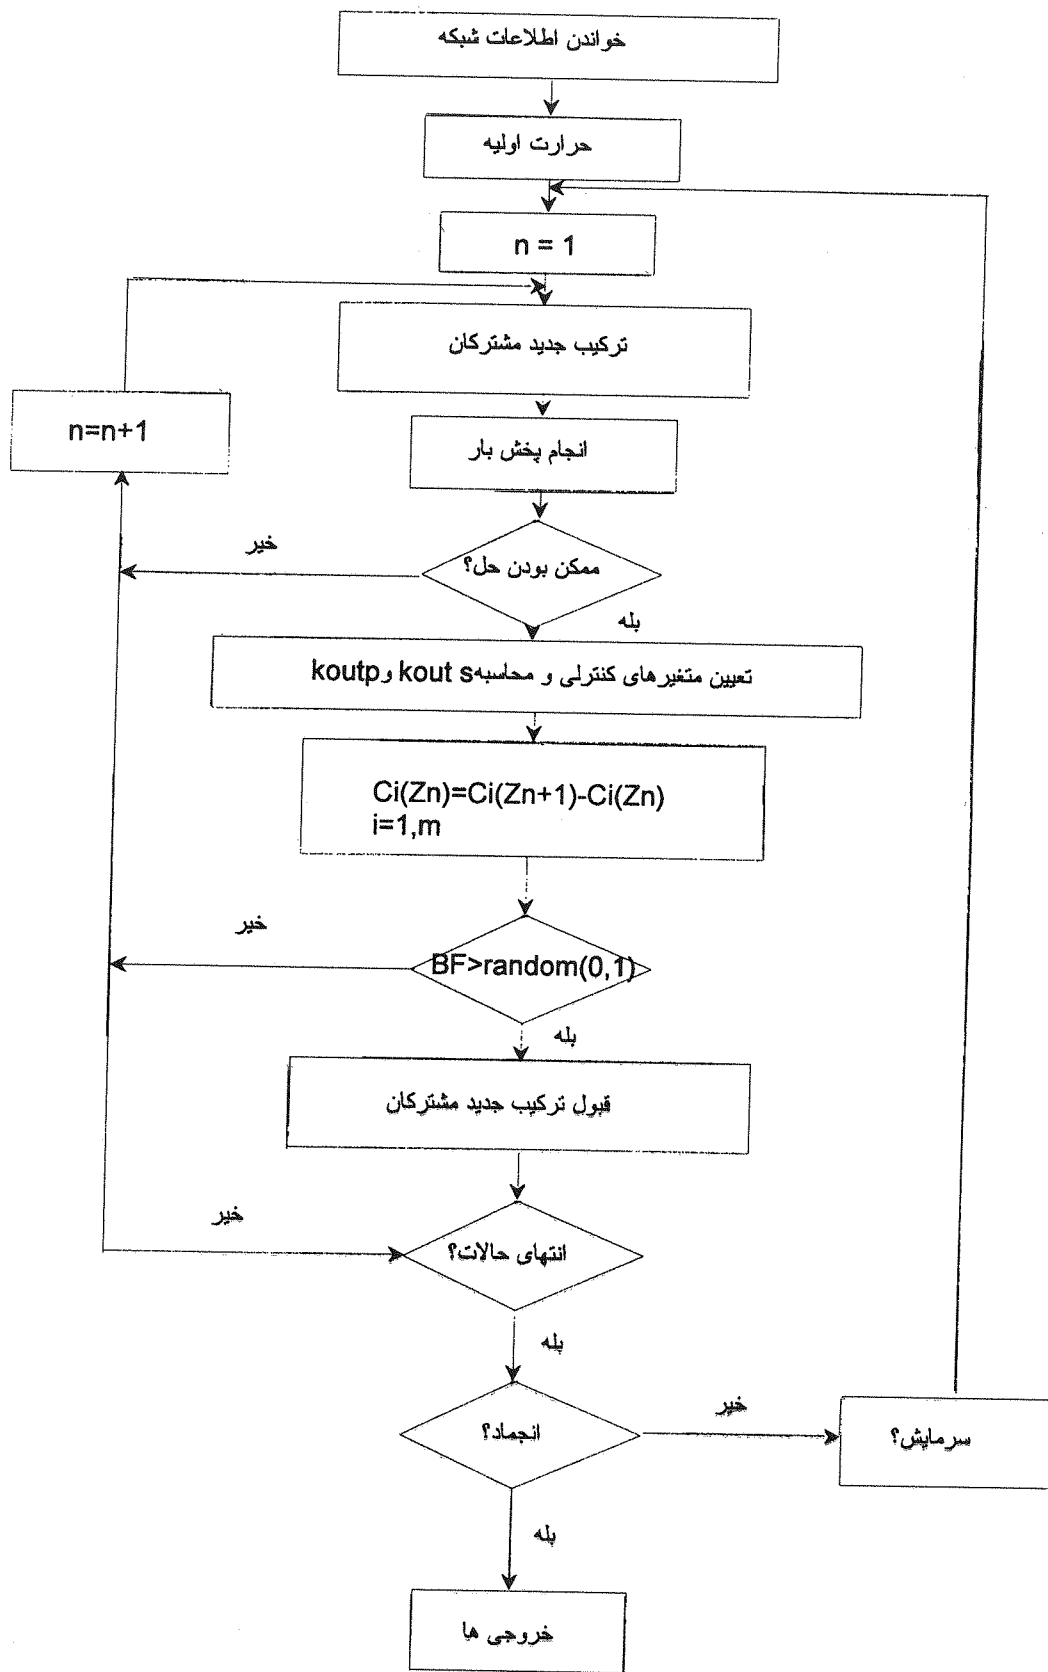 خواندن اطلاعات شبکه
حرارت اولیه
n = 1
ترکیب جدید مشترکان
n=n+1
انجام پخش بار
خیر
ممکن بودن حل؟
بله
تعیین متغیرهای کنترلی و محاسبه kout s و koutp
Ci(Zn)=Ci(Zn+1)-Ci(Zn)
i=1,m
خیر
BF>random(0,1)
بله
قبول ترکیب جدید مشترکان
خیر
انتهای حالات؟
بله
انجماد؟
خیر
سرمایش؟
بله
خروجی ها